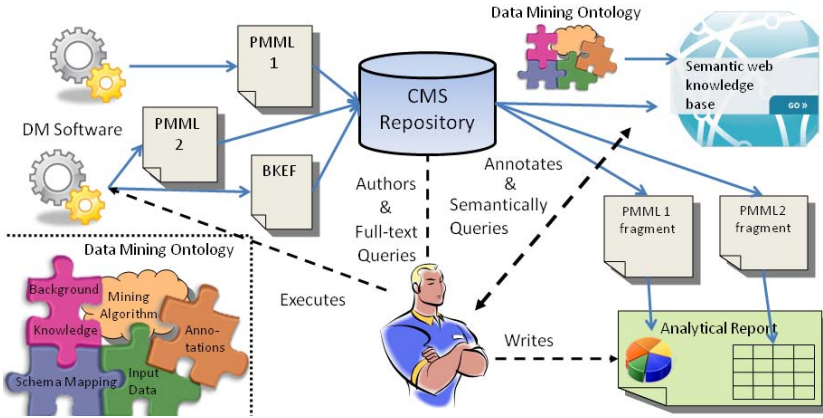 Data Mining Ontology
PMML
1
Semantic web
knowledge
base
GO »
CMS
Repository
DM Software
PMML
2
BKEF
Authors
&
Full-text
Queries
Annotates
&
Semantically
Queries
PMML 1
fragment
PMML2
fragment
Data Mining Ontology
Background
Knowledge
Mining
Algorithm
Anno-
tations
Schema Mapping
Input
Data
Executes
Writes
Analytical Report